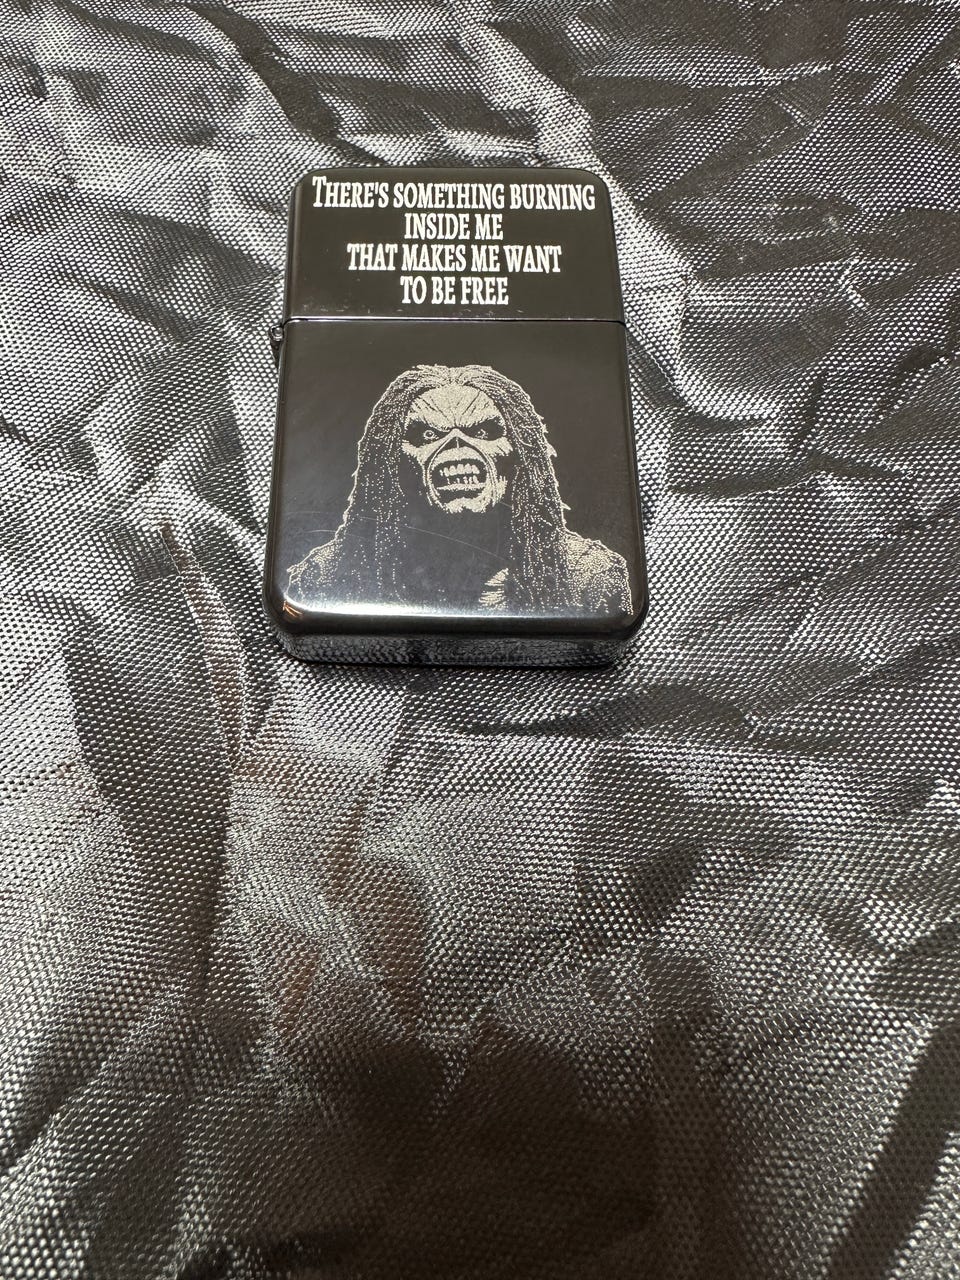 THERE'S SOMETHING BURNING
INSIDE ME
THAT MAKES ME WANT
TO BE FREE